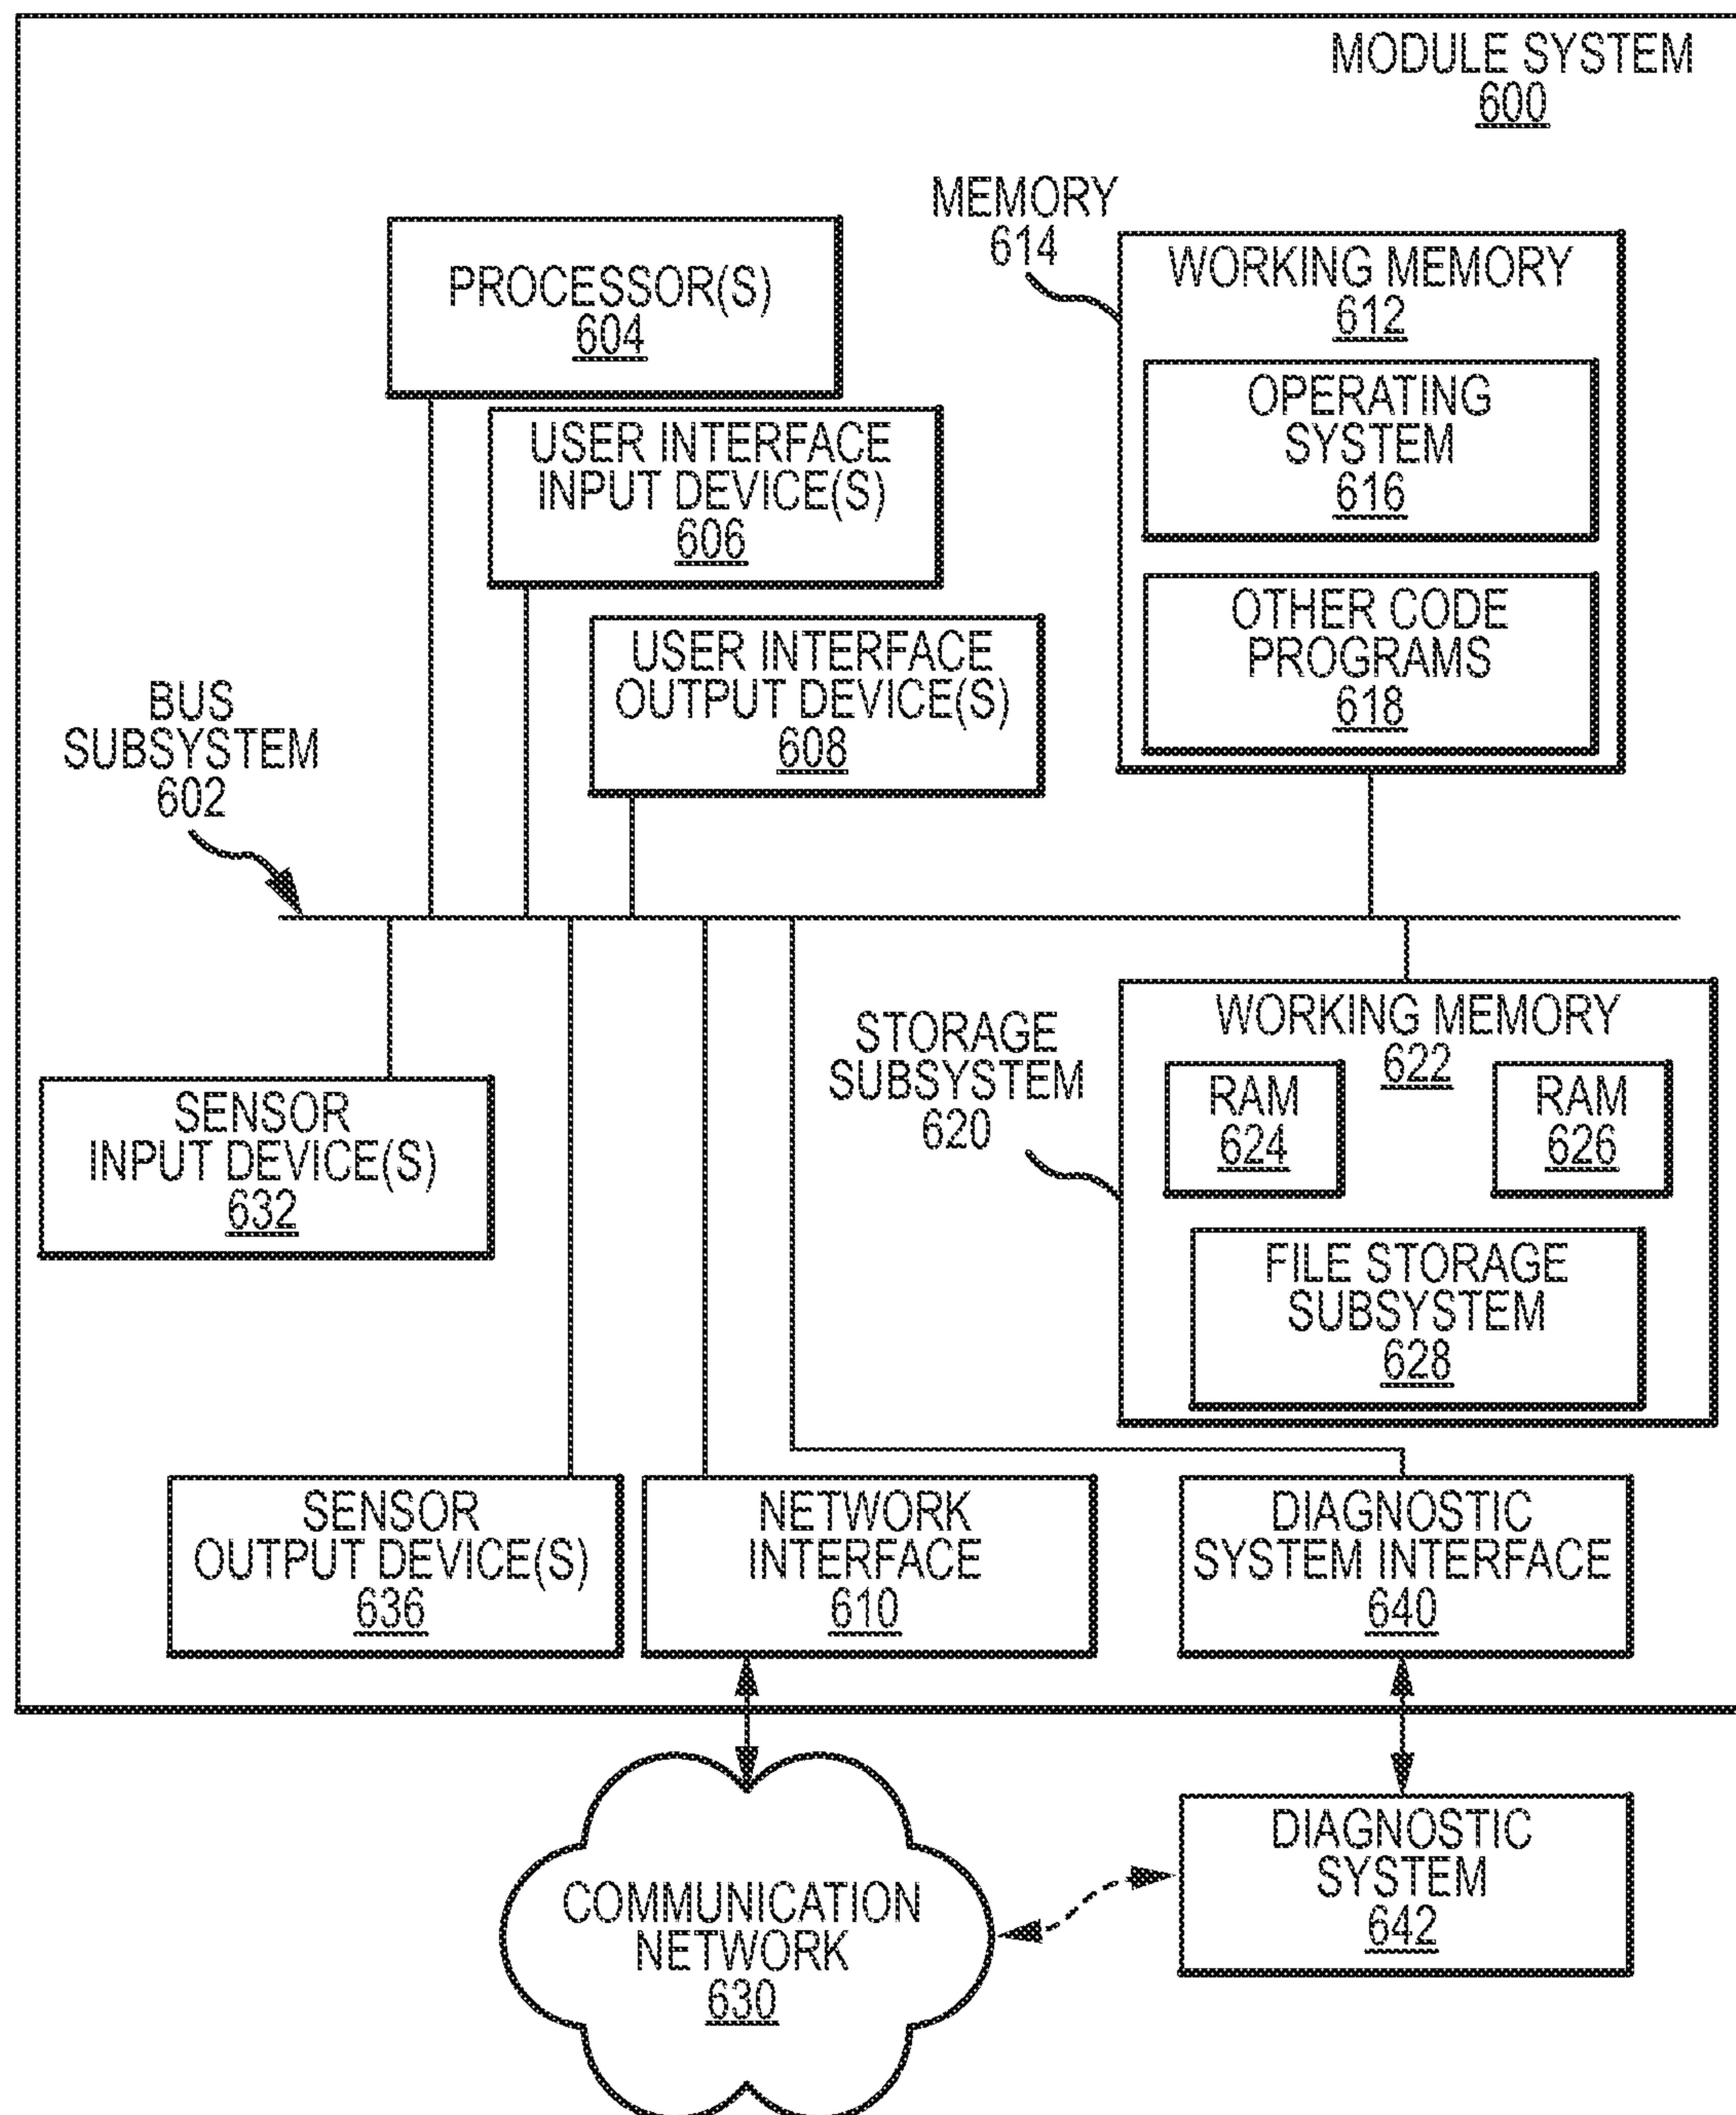 MODULE SYSTEM
600
MEMORY
614
PROCESSOR(S)
604
WORKING MEMORY
612
OPERATING
SYSTEM
616
USER INTERFACE
INPUT DEVICE(S)
606
OTHER CODE
PROGRAMS
618
USER INTERFACE
OUTPUT DEVICE(S)
608
BUS
SUBSYSTEM
602
STORAGE
SUBSYSTEM
620
WORKING MEMORY
622
RAM
624
RAM
626
FILE STORAGE
SUBSYSTEM
628
SENSOR
INPUT DEVICE(S)
632
SENSOR
OUTPUT DEVICE(S)
636
NETWORK
INTERFACE
610
DIAGNOSTIC
SYSTEM INTERFACE
640
COMMUNICATION
NETWORK
630
DIAGNOSTIC
SYSTEM
642